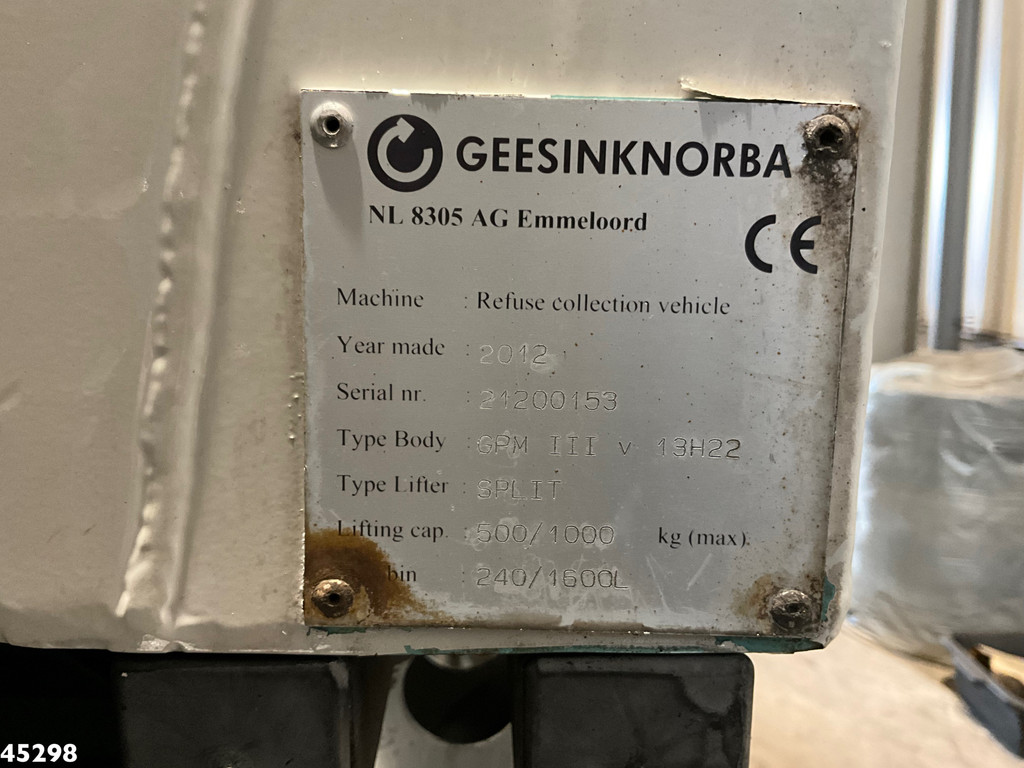 GEESINKNORBA
NL 8305 AG Emmeloord
CE
Machine : Refuse collection vehicle
Year made : 2012
Serial nr. : 21200153
Type Body : GPM III v 13H22
Type Lifter : SPLIT
Lifting cap. : 500/1000 kg (max).
bin : 240/1600L
45298